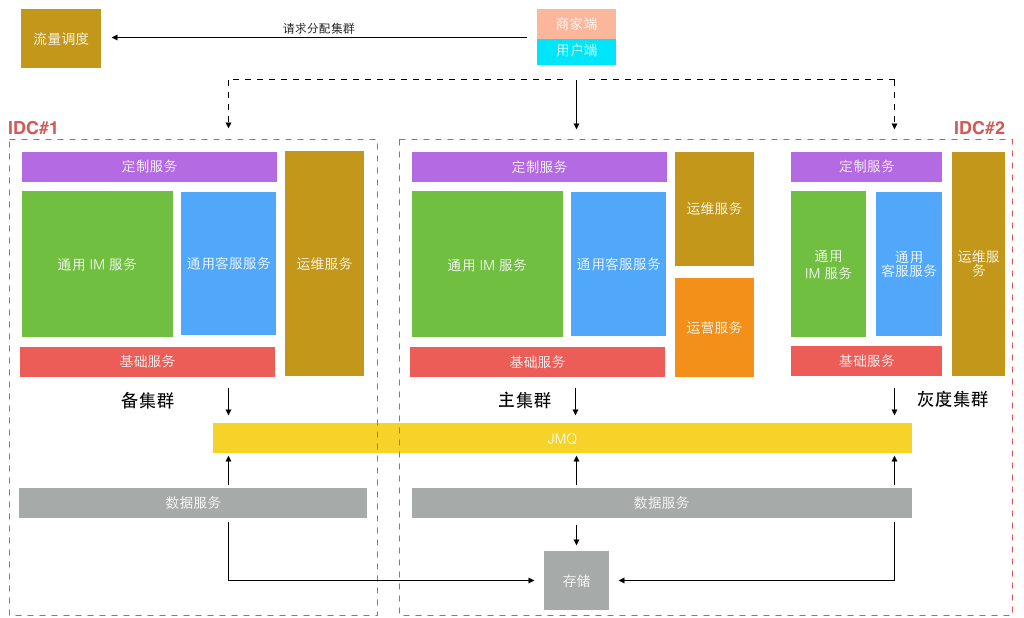 流量调度
请求分配集群
商家端
用户端
IDC#1
IDC#2
定制服务
通用 IM 服务
通用客服服务
运维服务
基础服务
备集群
定制服务
通用 IM 服务
通用客服服务
运维服务
运营服务
基础服务
主集群
定制服务
通用
IM 服务
通用
客服服务
运维服
务
基础服务
灰度集群
JMQ
数据服务
数据服务
存储